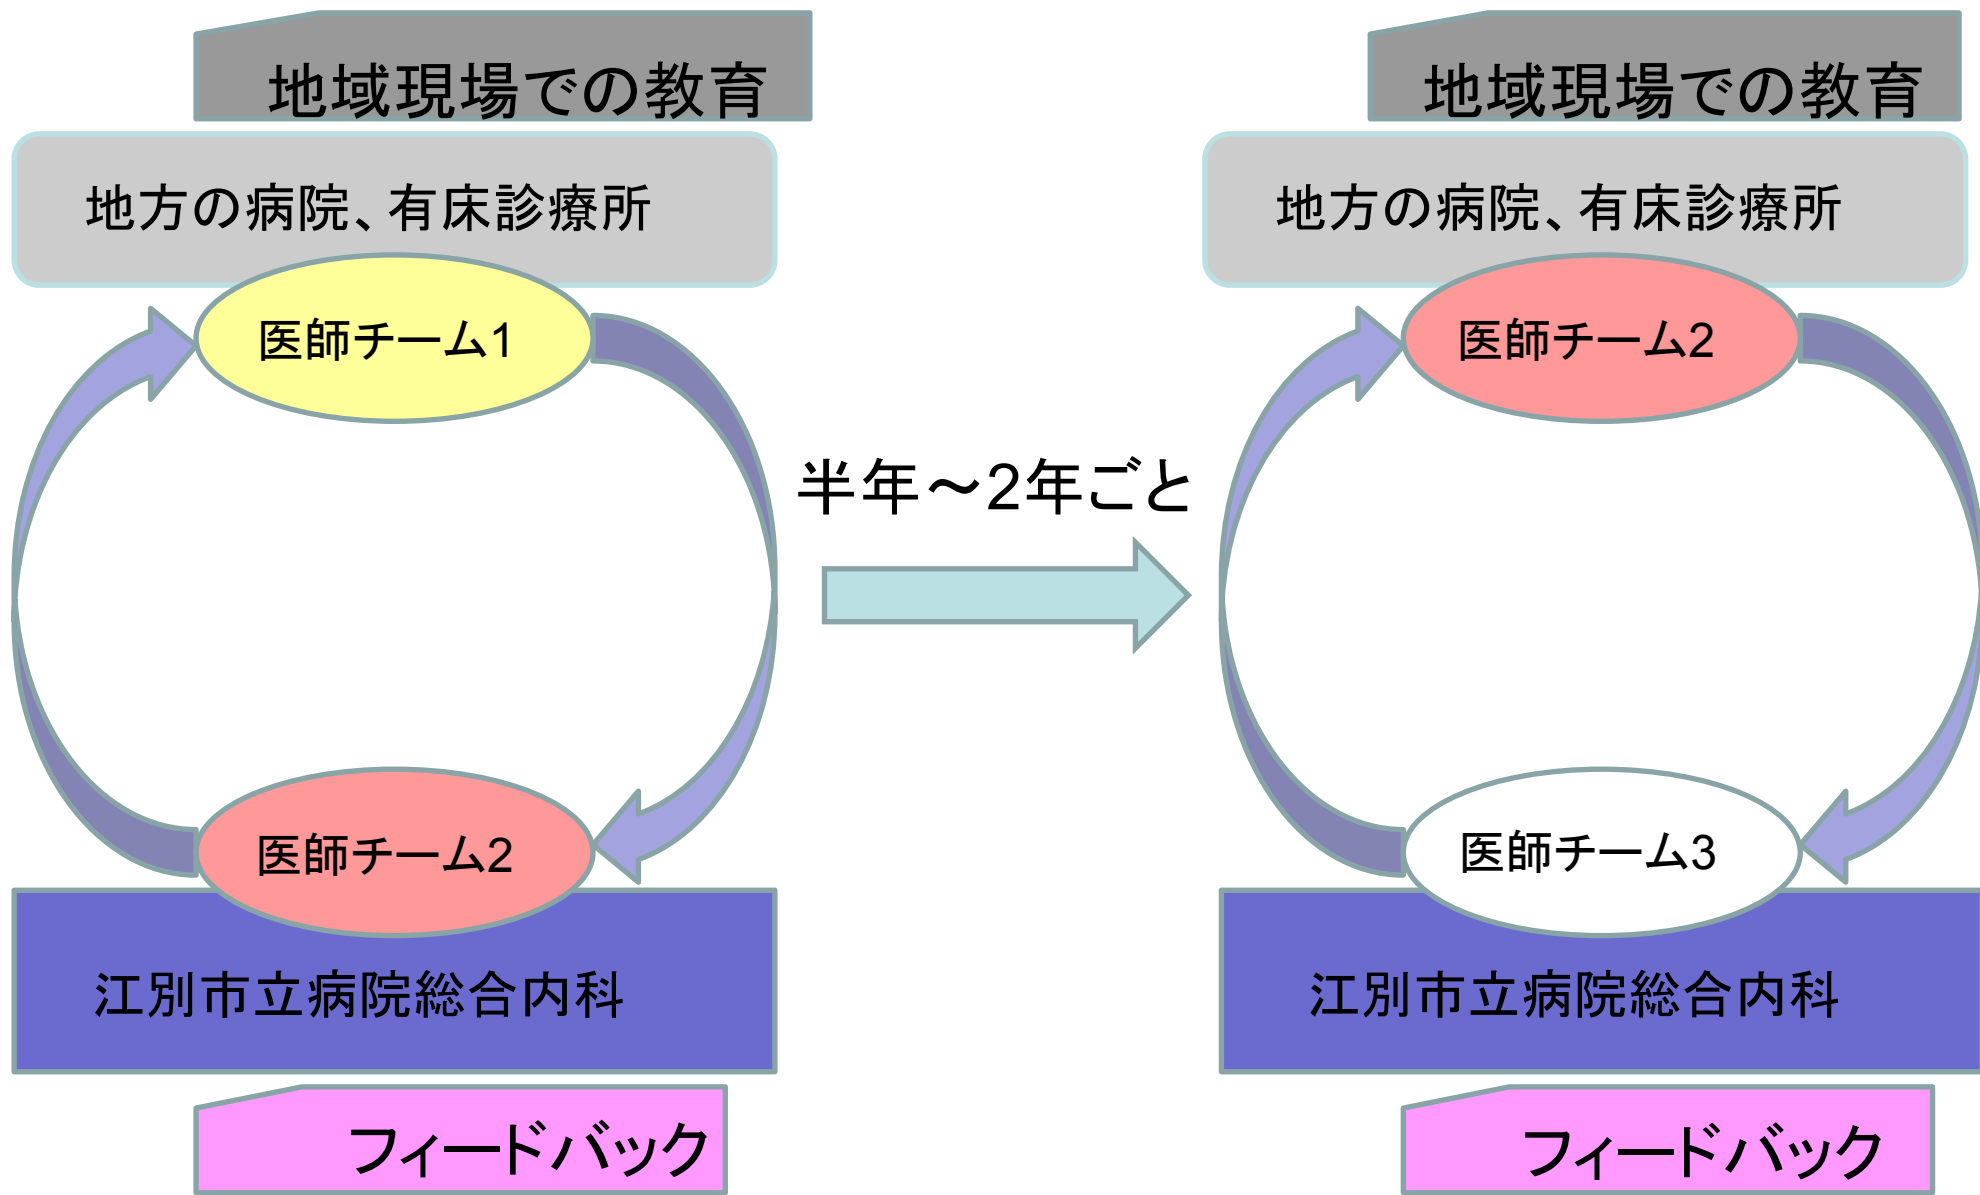 地域現場での教育
地方の病院、有床診療所
医師チーム1
医師チーム2
江別市立病院総合内科
フィードバック
半年～2年ごと
地域現場での教育
地方の病院、有床診療所
医師チーム2
医師チーム3
江別市立病院総合内科
フィードバック